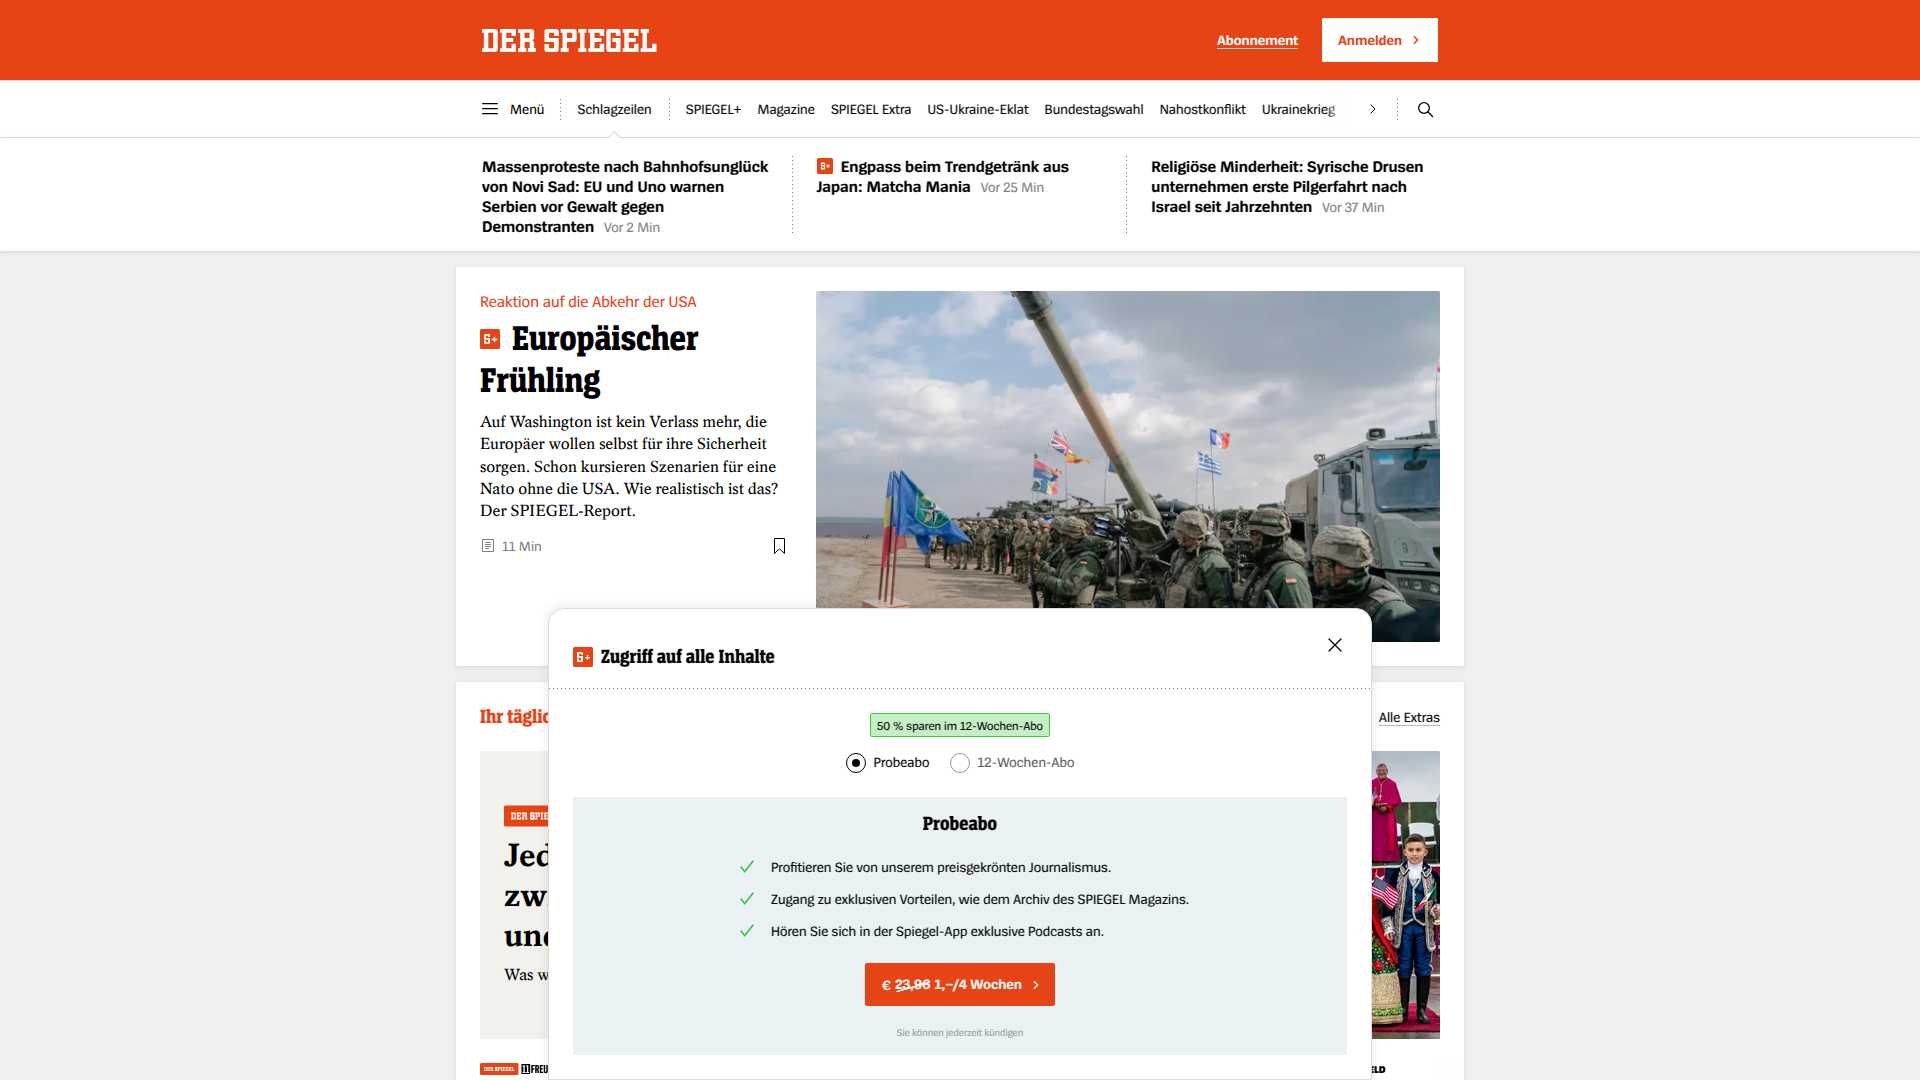 DER SPIEGEL
Abonnement
Anmelden
Menü
Schlagzeilen
SPIEGEL+
Magazine
SPIEGEL Extra
US-Ukraine-Eklat
Bundestagswahl
Nahostkonflikt
Ukrainekrieg
Massenproteste nach Bahnhofsunglück
von Novi Sad: EU und Uno warnen
Serbien vor Gewalt gegen
Demonstranten Vor 2 Min
S+ Engpass beim Trendgetränk aus
Japan: Matcha Mania Vor 25 Min
Religiöse Minderheit: Syrische Drusen
unternehmen erste Pilgerfahrt nach
Israel seit Jahrzehnten Vor 37 Min
Reaktion auf die Abkehr der USA
S+ Europäischer
Frühling
Auf Washington ist kein Verlass mehr, die
Europäer wollen selbst für ihre Sicherheit
sorgen. Schon kursieren Szenarien für eine
Nato ohne die USA. Wie realistisch ist das?
Der SPIEGEL-Report.
11 Min
S+ Zugriff auf alle Inhalte
50 % sparen im 12-Wochen-Abo
Probeabo
12-Wochen-Abo
Probeabo
Profitieren Sie von unserem preisgekrönten Journalismus.
Zugang zu exklusiven Vorteilen, wie dem Archiv des SPIEGEL Magazins.
Hören Sie sich in der Spiegel-App exklusive Podcasts an.
€ 23,96 1,–/4 Wochen
Sie können jederzeit kündigen
Ihr täglic
Alle Extras
DER SPIE
Jed
zw
und
Was w
DER SPIEGEL 11FREU
ELD